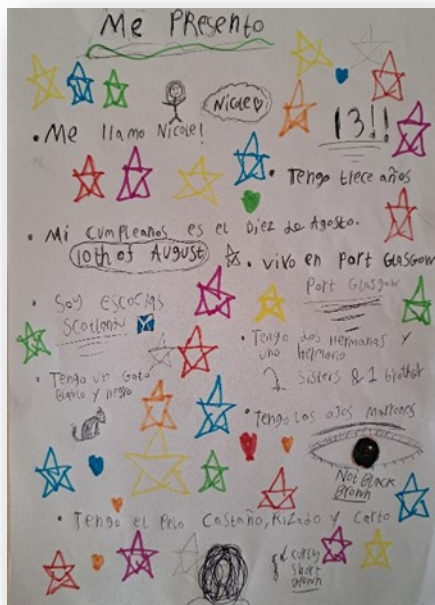 Me Presento
Nicole
• Me llamo Nicole!
13!!
• Tengo trece años
• Mi cumpleaños es el Diez de Agosto.
10th of August
• vivo en Port Glasgow
Port Glasgow
• Soy escocias
Scotland
• Tengo dos hermanas y
uno hermano
2 sisters & 1 brother
• Tengo un Gato
blanco y negro
• Tengo Los ojos Marrones
Not Black
Brown
• Tengo el Pelo Castaño, Rizado y Carto
curly
short
Brown